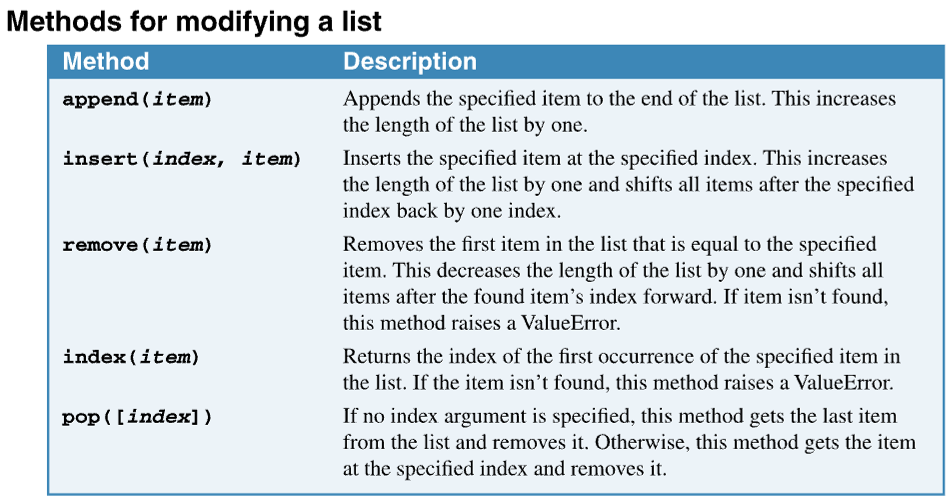 Methods for modifying a list
Method Description
append(item) Appends the specified item to the end of the list. This increases
the length of the list by one.
insert(index, item) Inserts the specified item at the specified index. This increases
the length of the list by one and shifts all items after the specified
index back by one index.
remove(item) Removes the first item in the list that is equal to the specified
item. This decreases the length of the list by one and shifts all
items after the found item's index forward. If item isn't found,
this method raises a ValueError.
index(item) Returns the index of the first occurrence of the specified item in
the list. If the item isn't found, this method raises a ValueError.
pop([index]) If no index argument is specified, this method gets the last item
from the list and removes it. Otherwise, this method gets the item
at the specified index and removes it.